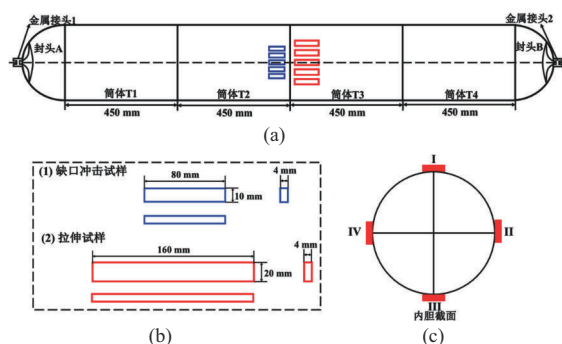 金属接头1
金属接头2
封头A
封头B
筒体T1
筒体T2
筒体T3
筒体T4
450 mm
450 mm
450 mm
450 mm
(a)
(1) 缺口冲击试样
80 mm
4 mm
10 mm
(2) 拉伸试样
160 mm
4 mm
20 mm
(b)
I
IV
II
III
内胆截面
(c)